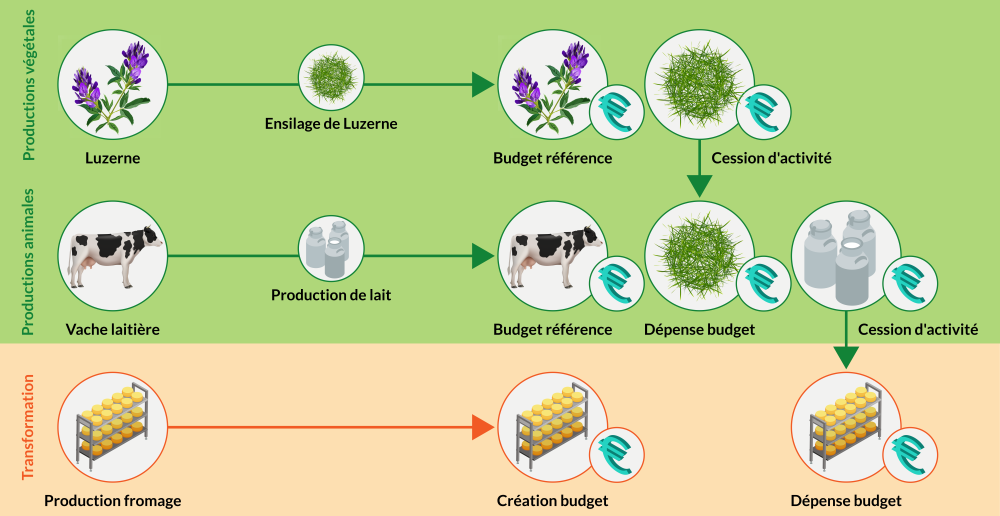 Productions végétales
Ensilage de Luzerne
Luzerne
Budget référence
Cession d'activité
Productions animales
Production de lait
Vache laitière
Budget référence
Dépense budget
Cession d'activité
Transformation
Production fromage
Création budget
Dépense budget